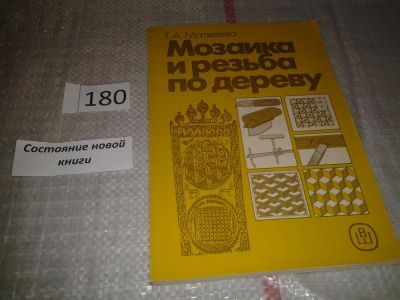 Т. А. Матвеева
Мозаика
и резьба
по дереву
180
Состояние новой
книги